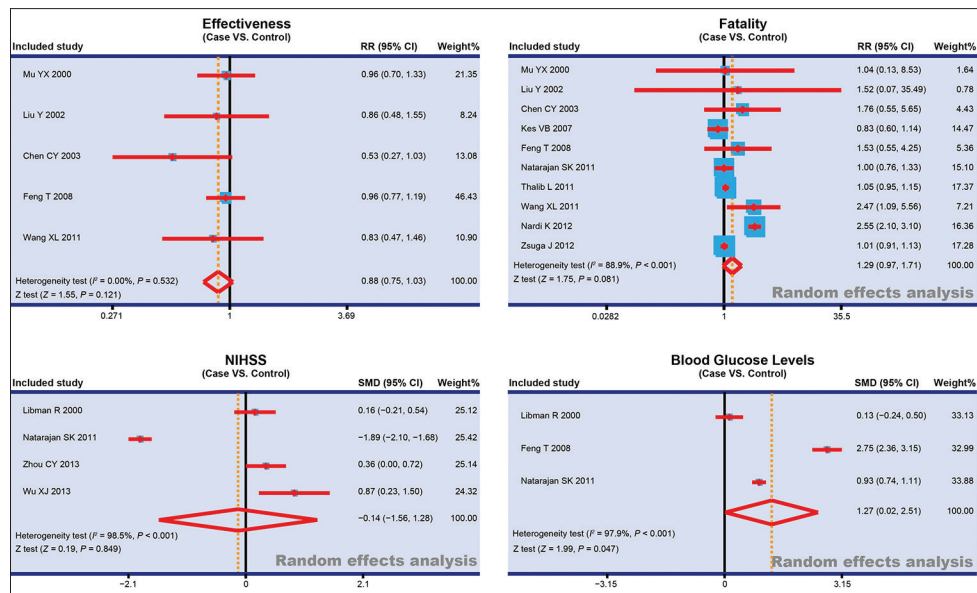 Effectiveness
(Case VS. Control)
Included study RR (95% CI) Weight%
Mu YX 2000 0.96 (0.70, 1.33) 21.35
Liu Y 2002 0.86 (0.48, 1.55) 8.24
Chen CY 2003 0.53 (0.27, 1.03) 13.08
Feng T 2008 0.96 (0.77, 1.19) 46.43
Wang XL 2011 0.83 (0.47, 1.46) 10.90
Heterogeneity test (I² = 0.00%, P = 0.532) 0.88 (0.75, 1.03) 100.00
Z test (Z = 1.55, P = 0.121)
0.271 1 3.69
Fatality
(Case VS. Control)
Included study RR (95% CI) Weight%
Mu YX 2000 1.04 (0.13, 8.53) 1.64
Liu Y 2002 1.52 (0.07, 35.49) 0.78
Chen CY 2003 1.76 (0.55, 5.65) 4.43
Kes VB 2007 0.83 (0.60, 1.14) 14.47
Feng T 2008 1.53 (0.55, 4.25) 5.36
Natarajan SK 2011 1.00 (0.76, 1.33) 15.10
Thalib L 2011 1.05 (0.95, 1.15) 17.37
Wang XL 2011 2.47 (1.09, 5.56) 7.21
Nardi K 2012 2.55 (2.10, 3.10) 16.36
Zsuga J 2012 1.01 (0.91, 1.13) 17.28
Heterogeneity test (I² = 88.9%, P < 0.001) 1.29 (0.97, 1.71) 100.00
Z test (Z = 1.75, P = 0.081)
Random effects analysis
0.0282 1 35.5
NIHSS
(Case VS. Control)
Included study SMD (95% CI) Weight%
Libman R 2000 0.16 (−0.21, 0.54) 25.12
Natarajan SK 2011 −1.89 (−2.10, −1.68) 25.42
Zhou CY 2013 0.36 (0.00, 0.72) 25.14
Wu XJ 2013 0.87 (0.23, 1.50) 24.32
−0.14 (−1.56, 1.28) 100.00
Heterogeneity test (I² = 98.5%, P < 0.001)
Z test (Z = 0.19, P = 0.849)
Random effects analysis
−2.1 0 2.1
Blood Glucose Levels
(Case VS. Control)
Included study SMD (95% CI) Weight%
Libman R 2000 0.13 (−0.24, 0.50) 33.13
Feng T 2008 2.75 (2.36, 3.15) 32.99
Natarajan SK 2011 0.93 (0.74, 1.11) 33.88
1.27 (0.02, 2.51) 100.00
Heterogeneity test (I² = 97.9%, P < 0.001)
Z test (Z = 1.99, P = 0.047)
Random effects analysis
−3.15 0 3.15